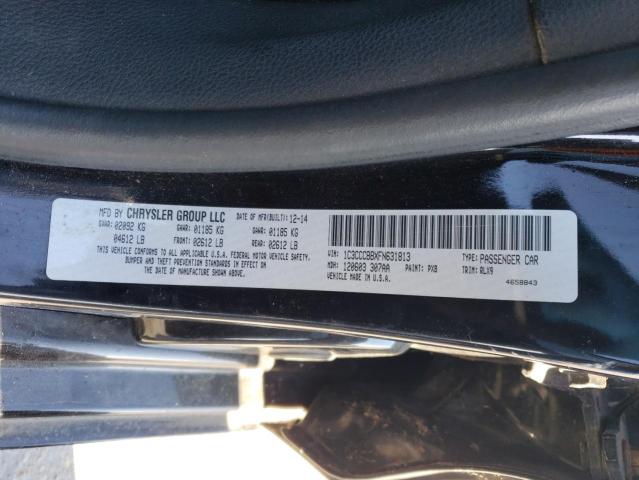 MFD BY CHRYSLER GROUP LLC DATE OF MFR(BUILT): 12-14
GVWR: 02092 KG GAWR: 01185 KG GAWR: 01185 KG
04612 LB FRONT: 02612 LB REAR: 02612 LB
THIS VEHICLE CONFORMS TO ALL APPLICABLE U.S.A. FEDERAL MOTOR VEHICLE SAFETY,
BUMPER AND THEFT PREVENTION STANDARDS IN EFFECT ON
THE DATE OF MANUFACTURE SHOWN ABOVE.
VIN: 1C3CCCBBXFN631813 TYPE: PASSENGER CAR
MDH: 120603 307AA PAINT: PX8 TRIM: RLX9
VEHICLE MADE IN U.S.A.
4658843